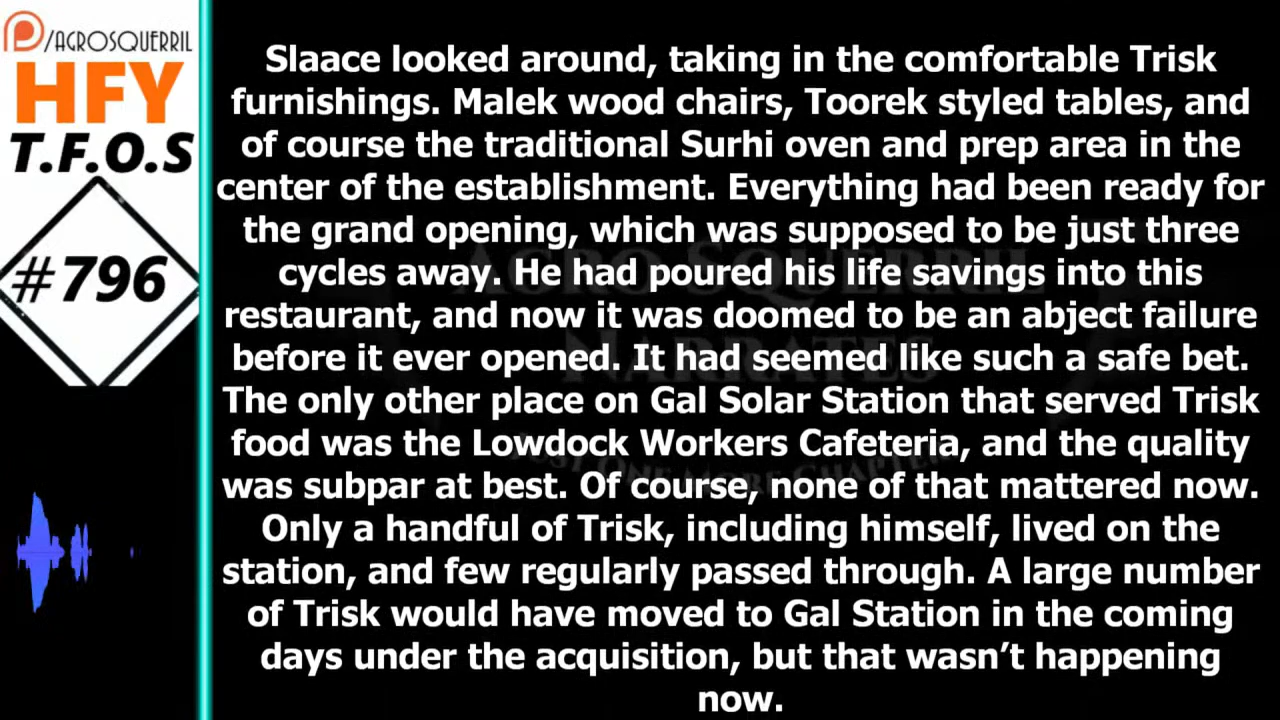 /AGROSQUERRIL
HFY
T.F.O.S
#796
Slaace looked around, taking in the comfortable Trisk
furnishings. Malek wood chairs, Toorek styled tables, and
of course the traditional Surhi oven and prep area in the
center of the establishment. Everything had been ready for
the grand opening, which was supposed to be just three
cycles away. He had poured his life savings into this
restaurant, and now it was doomed to be an abject failure
before it ever opened. It had seemed like such a safe bet.
The only other place on Gal Solar Station that served Trisk
food was the Lowdock Workers Cafeteria, and the quality
was subpar at best. Of course, none of that mattered now.
Only a handful of Trisk, including himself, lived on the
station, and few regularly passed through. A large number
of Trisk would have moved to Gal Station in the coming
days under the acquisition, but that wasn’t happening
now.
AGRO SQUERRIL
NARRATES
JUST ONE MORE CHAPTER